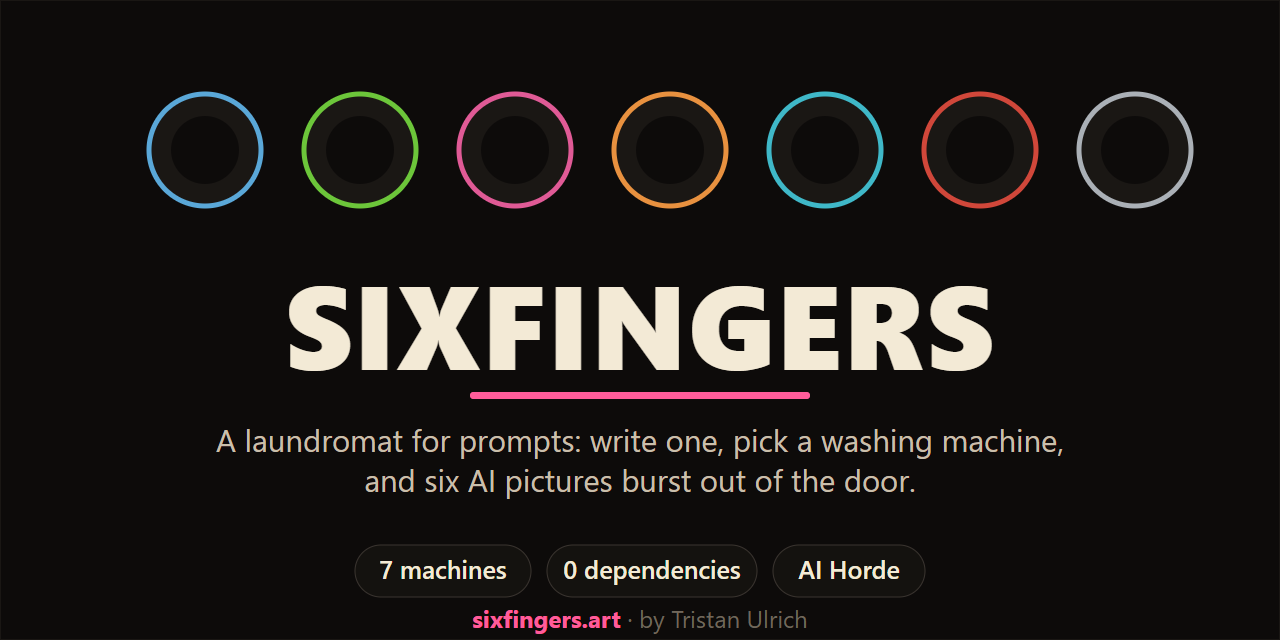 SIXFINGERS
A laundromat for prompts: write one, pick a washing machine,
and six AI pictures burst out of the door.
7 machines 0 dependencies AI Horde
sixfingers.art · by Tristan Ulrich